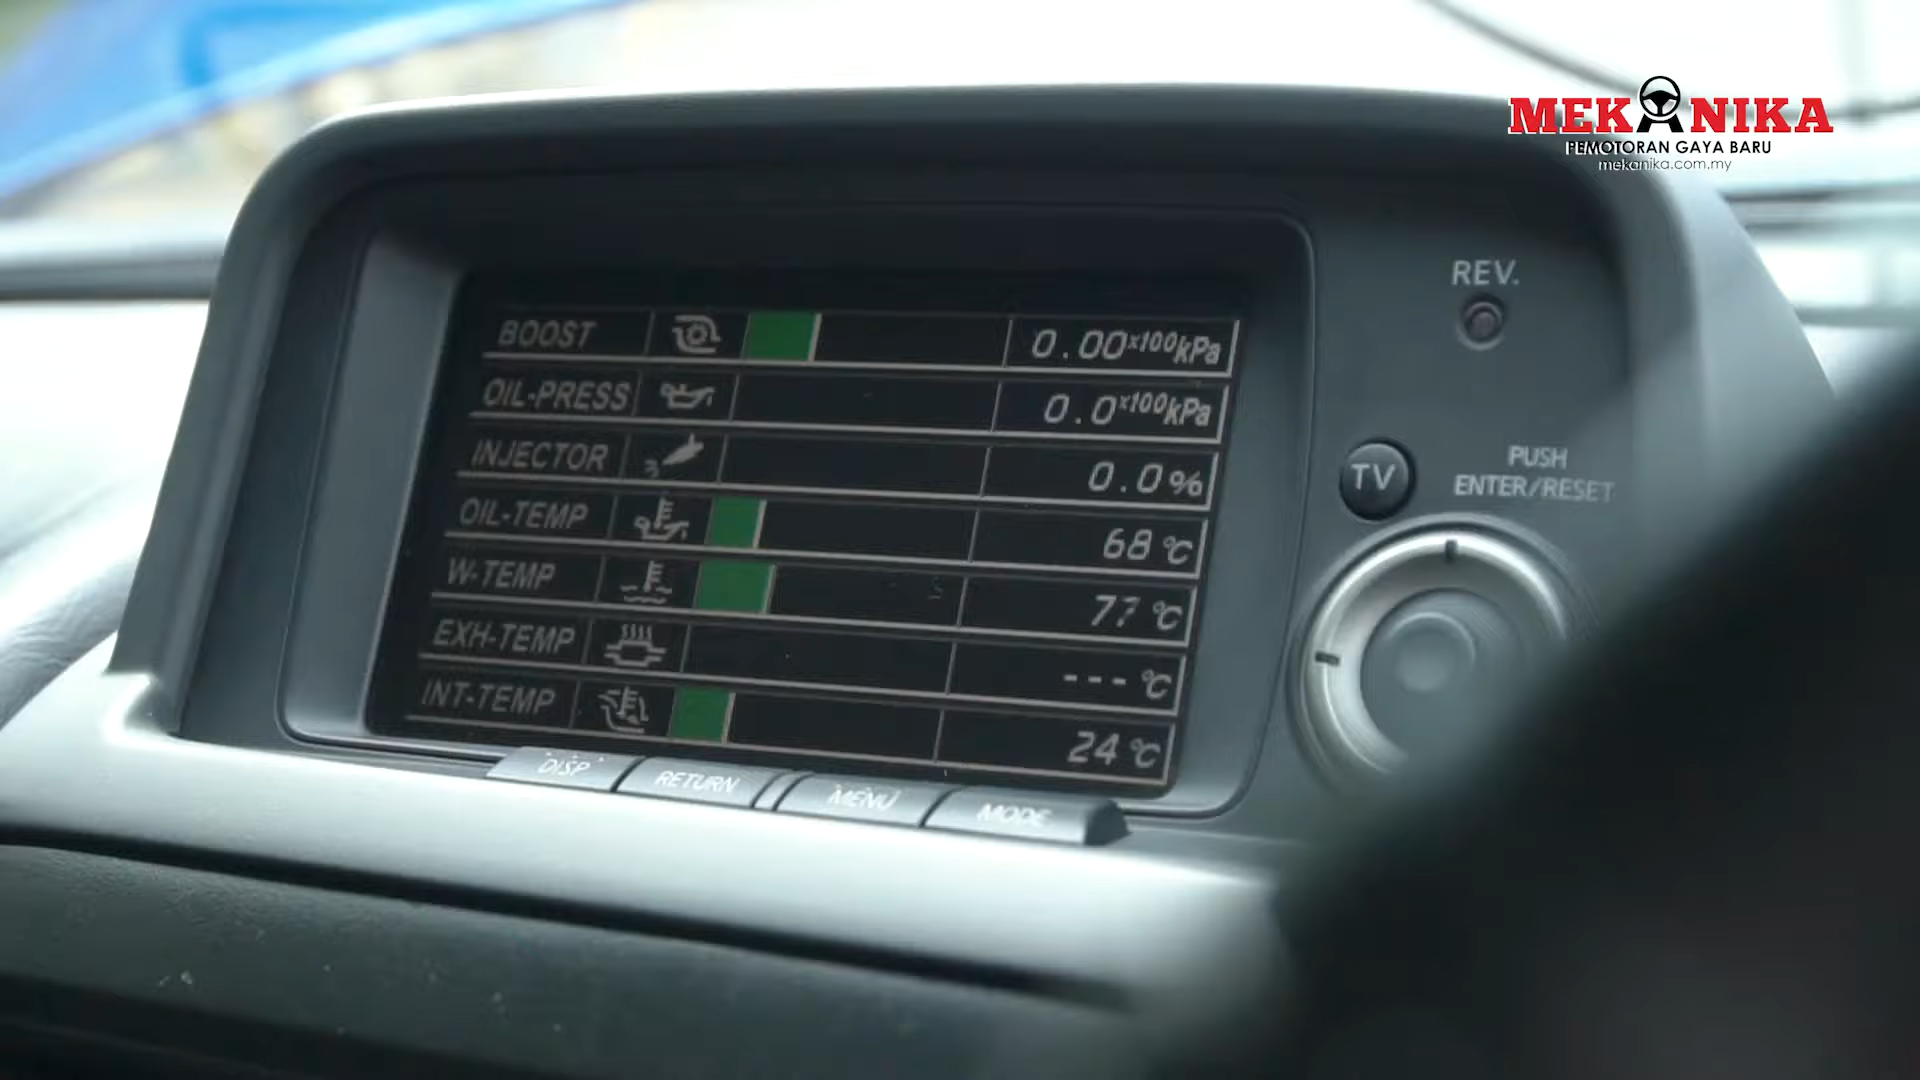 MEKANIKA
PEMOTORAN GAYA BARU
mekanika.com.my
REV.
BOOST 0.00x100kPa
OIL-PRESS 0.0x100kPa
INJECTOR 0.0%
OIL-TEMP 68℃
W-TEMP 77℃
EXH-TEMP ---℃
INT-TEMP 24℃
TV
PUSH
ENTER/RESET
DISP RETURN MENU MODE